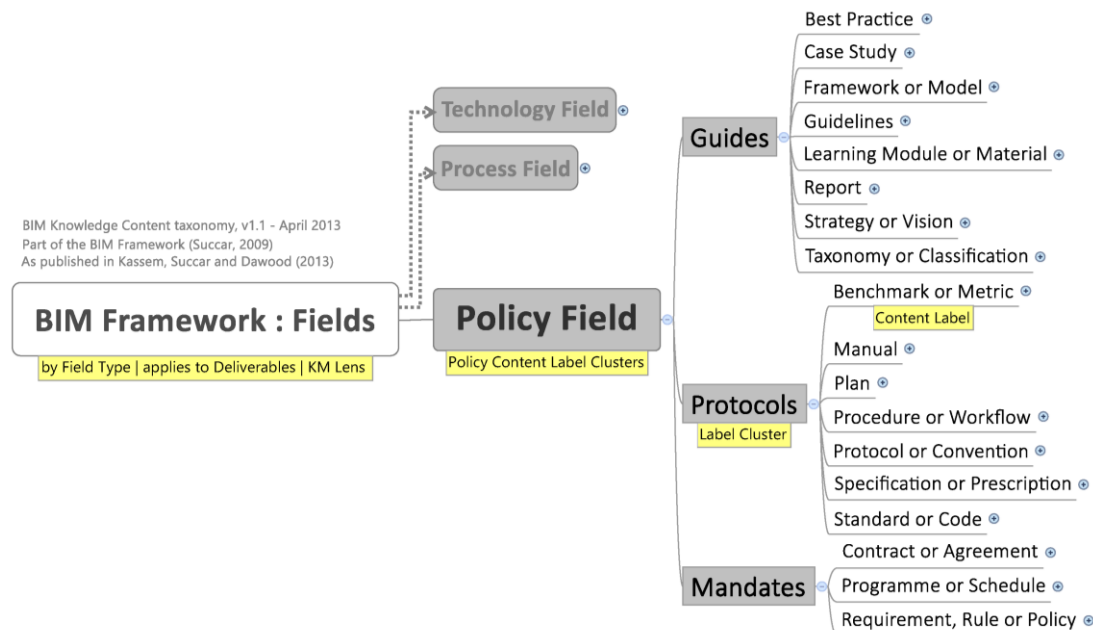 BIM Knowledge Content taxonomy, v1.1 - April 2013
Part of the BIM Framework (Succar, 2009)
As published in Kassem, Succar and Dawood (2013)
BIM Framework : Fields
by Field Type | applies to Deliverables | KM Lens
Technology Field
Process Field
Policy Field
Policy Content Label Clusters
Guides
Best Practice
Case Study
Framework or Model
Guidelines
Learning Module or Material
Report
Strategy or Vision
Taxonomy or Classification
Protocols
Label Cluster
Benchmark or Metric
Content Label
Manual
Plan
Procedure or Workflow
Protocol or Convention
Specification or Prescription
Standard or Code
Mandates
Contract or Agreement
Programme or Schedule
Requirement, Rule or Policy